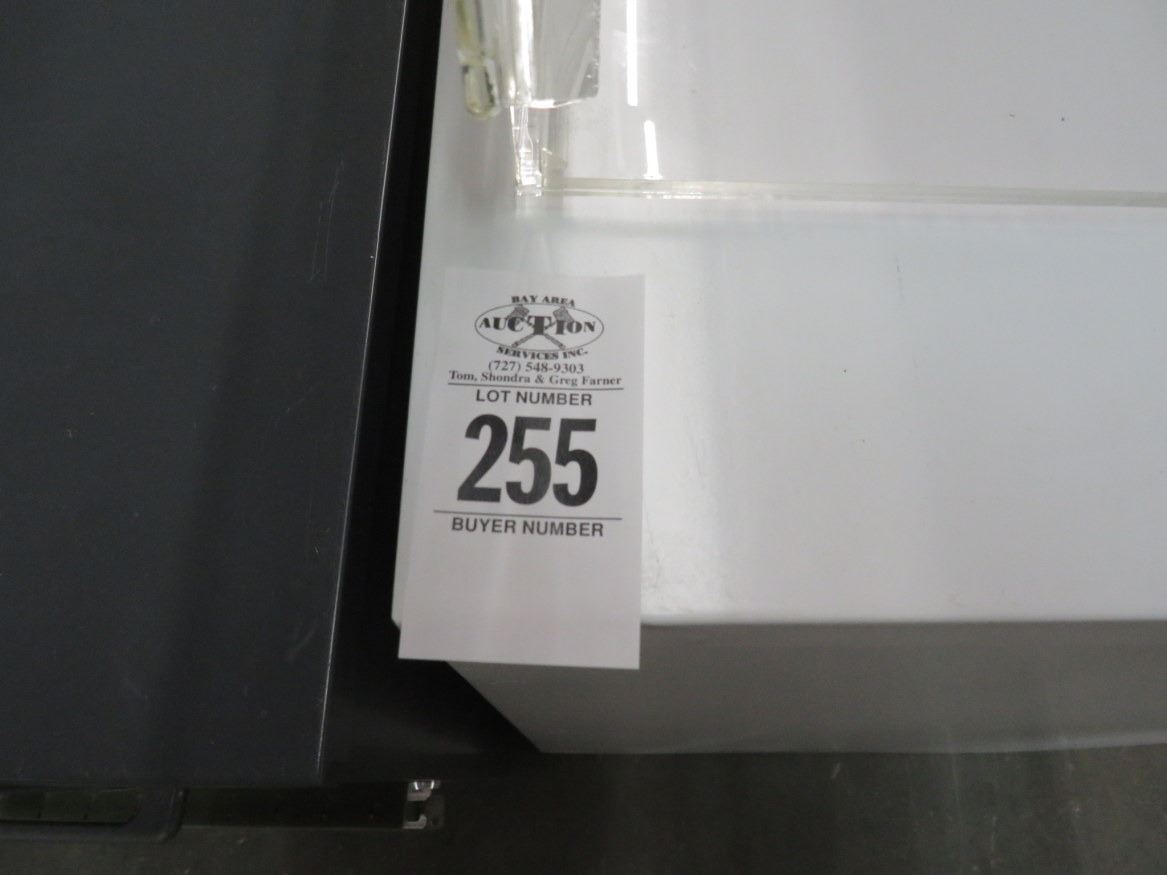 BAY AREA
AUCTION
SERVICES INC.
(727) 548-9303
Tom, Shondra & Greg Farner
LOT NUMBER
255
BUYER NUMBER